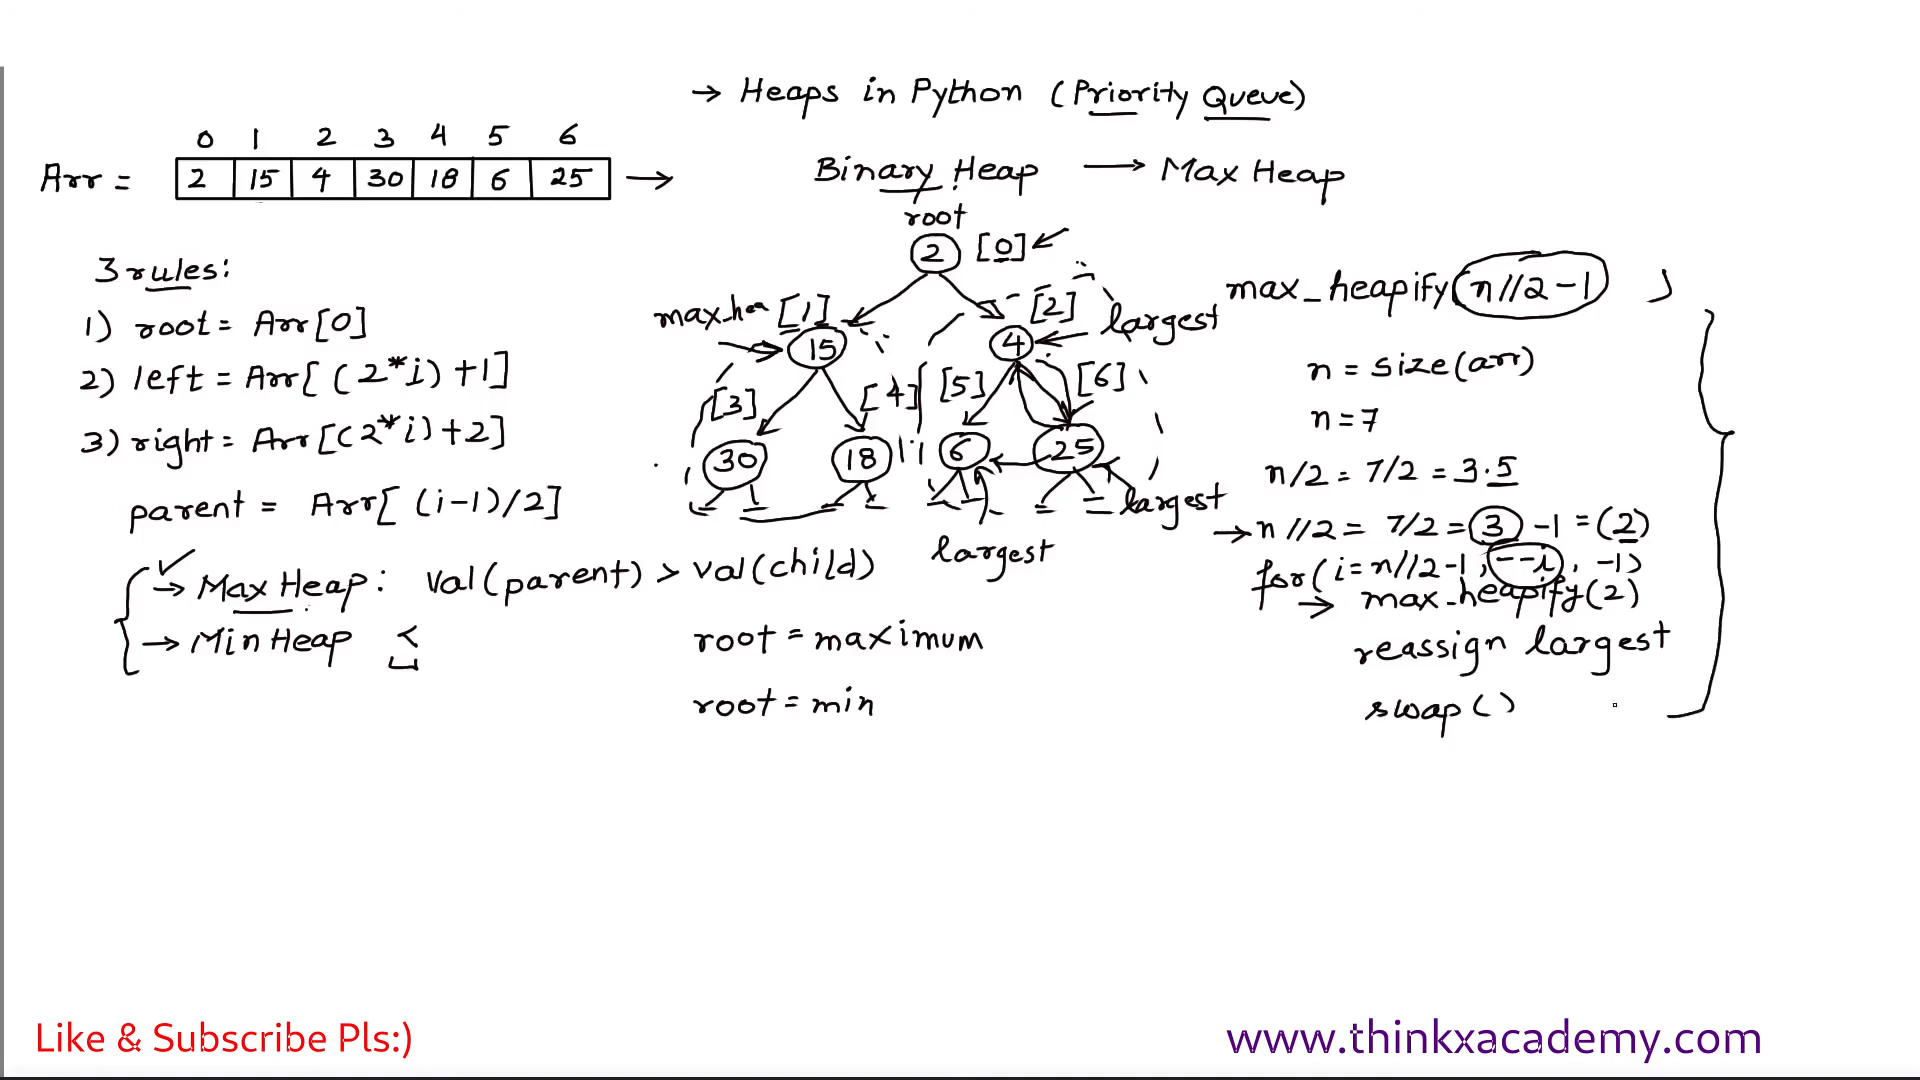 → Heaps in Python (Priority Queue)
0 1 2 3 4 5 6
Arr = 2 15 4 30 18 6 25 →
Binary Heap → Max Heap
root
2 [0]
3 rules:
1) root = Arr[0]
2) left = Arr[(2*i)+1]
3) right = Arr[(2*i)+2]
parent = Arr[(i-1)/2]
→ Max Heap: val(parent) > val(child)
→ Min Heap <
root = maximum
root = min
max_hea [1] [2] largest
15 4
[3] [4] [5] [6]
30 18 6 25
largest
largest
max_heapify(n//2-1)
n = size(arr)
n = 7
n/2 = 7/2 = 3.5
→ n//2 = 7/2 = 3 -1 = (2)
for(i=n//2-1, --i, -1)
→ max_heapify(2)
reassign largest
swap()
Like & Subscribe Pls:)
www.thinkxacademy.com